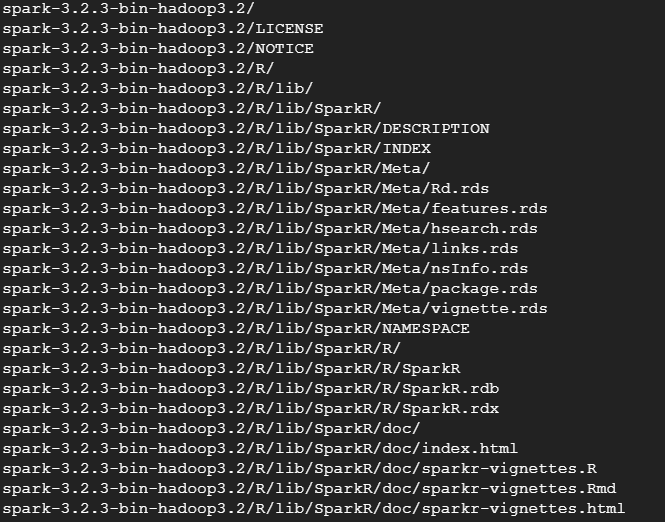 spark-3.2.3-bin-hadoop3.2/
spark-3.2.3-bin-hadoop3.2/LICENSE
spark-3.2.3-bin-hadoop3.2/NOTICE
spark-3.2.3-bin-hadoop3.2/R/
spark-3.2.3-bin-hadoop3.2/R/lib/
spark-3.2.3-bin-hadoop3.2/R/lib/SparkR/
spark-3.2.3-bin-hadoop3.2/R/lib/SparkR/DESCRIPTION
spark-3.2.3-bin-hadoop3.2/R/lib/SparkR/INDEX
spark-3.2.3-bin-hadoop3.2/R/lib/SparkR/Meta/
spark-3.2.3-bin-hadoop3.2/R/lib/SparkR/Meta/Rd.rds
spark-3.2.3-bin-hadoop3.2/R/lib/SparkR/Meta/features.rds
spark-3.2.3-bin-hadoop3.2/R/lib/SparkR/Meta/hsearch.rds
spark-3.2.3-bin-hadoop3.2/R/lib/SparkR/Meta/links.rds
spark-3.2.3-bin-hadoop3.2/R/lib/SparkR/Meta/nsInfo.rds
spark-3.2.3-bin-hadoop3.2/R/lib/SparkR/Meta/package.rds
spark-3.2.3-bin-hadoop3.2/R/lib/SparkR/Meta/vignette.rds
spark-3.2.3-bin-hadoop3.2/R/lib/SparkR/NAMESPACE
spark-3.2.3-bin-hadoop3.2/R/lib/SparkR/R/
spark-3.2.3-bin-hadoop3.2/R/lib/SparkR/R/SparkR
spark-3.2.3-bin-hadoop3.2/R/lib/SparkR/R/SparkR.rdb
spark-3.2.3-bin-hadoop3.2/R/lib/SparkR/R/SparkR.rdx
spark-3.2.3-bin-hadoop3.2/R/lib/SparkR/doc/
spark-3.2.3-bin-hadoop3.2/R/lib/SparkR/doc/index.html
spark-3.2.3-bin-hadoop3.2/R/lib/SparkR/doc/sparkr-vignettes.R
spark-3.2.3-bin-hadoop3.2/R/lib/SparkR/doc/sparkr-vignettes.Rmd
spark-3.2.3-bin-hadoop3.2/R/lib/SparkR/doc/sparkr-vignettes.html